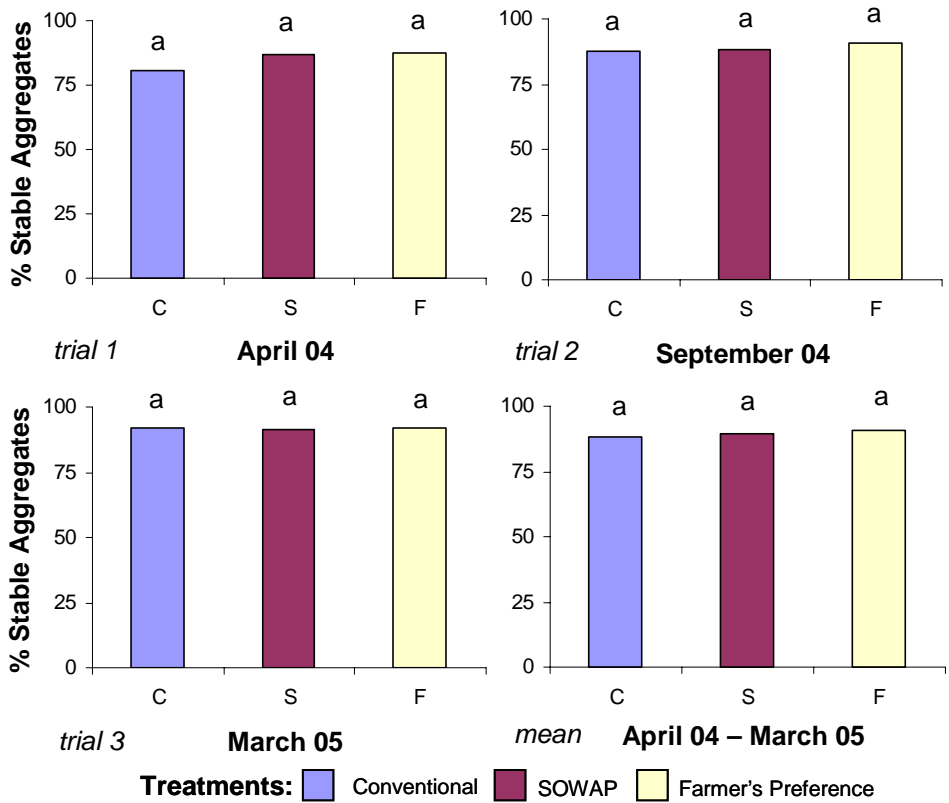 % Stable Aggregates
100
75
50
25
0
a a a
C S F
trial 1 April 04
100
75
50
25
0
a a a
C S F
trial 2 September 04
% Stable Aggregates
100
75
50
25
0
a a a
C S F
trial 3 March 05
100
75
50
25
0
a a a
C S F
mean April 04 – March 05
Treatments: Conventional SOWAP Farmer's Preference